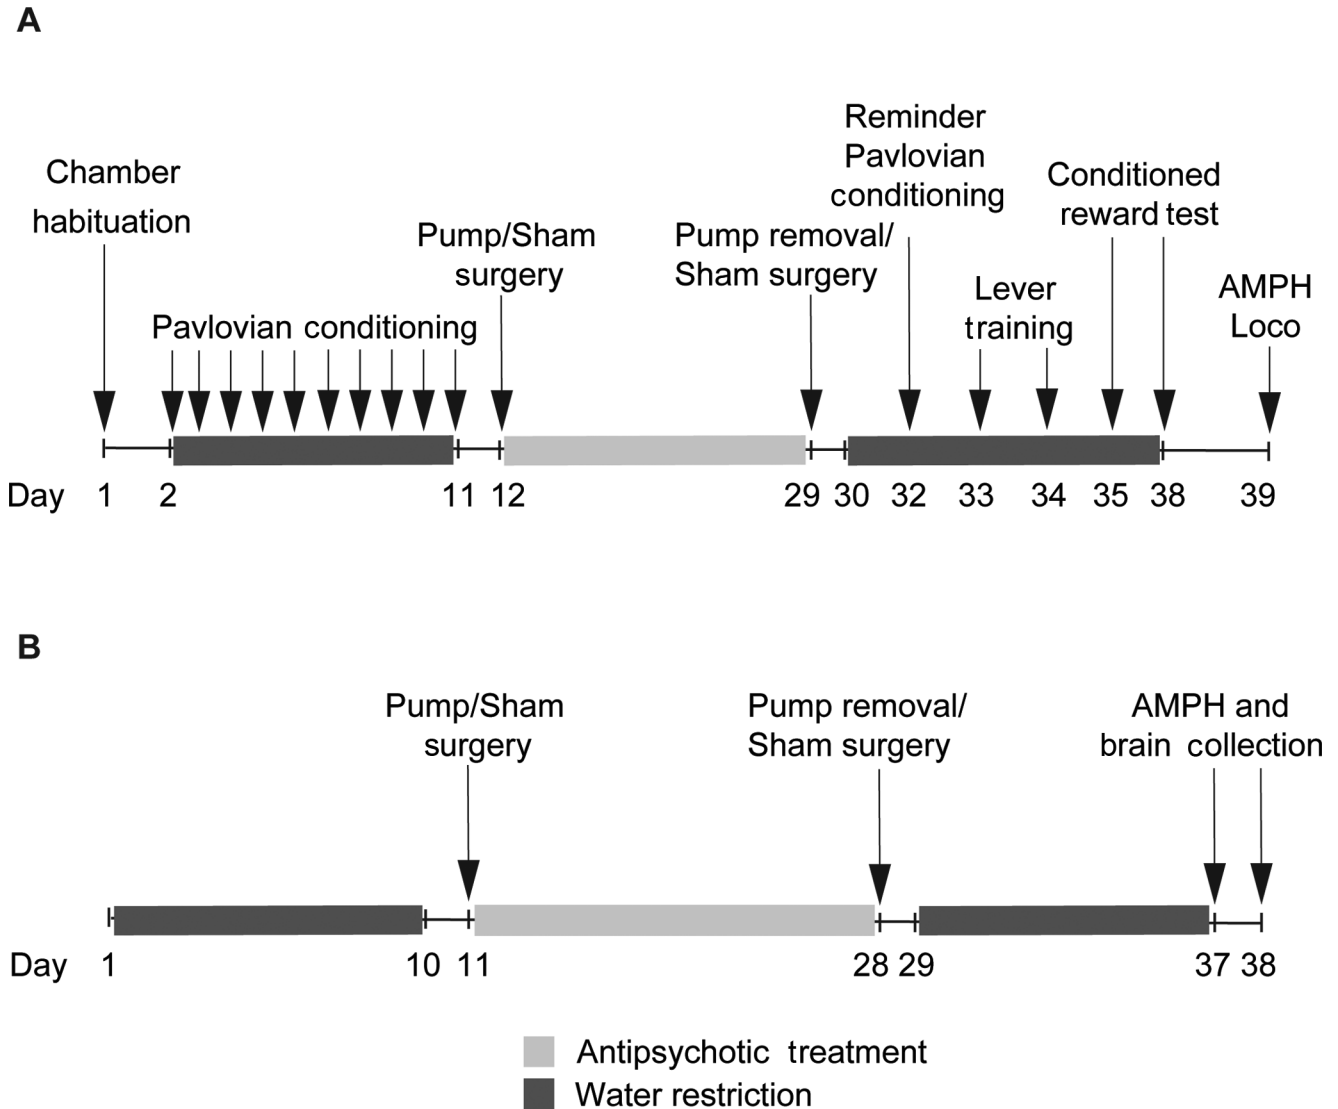 A
Chamber
habituation
Pavlovian conditioning
Pump/Sham
surgery
Pump removal/
Sham surgery
Reminder
Pavlovian
conditioning
Lever
training
Conditioned
reward test
AMPH
Loco
Day 1 2 11 12 29 30 32 33 34 35 38 39
B
Pump/Sham
surgery
Pump removal/
Sham surgery
AMPH and
brain collection
Day 1 10 11 28 29 37 38
Antipsychotic treatment
Water restriction